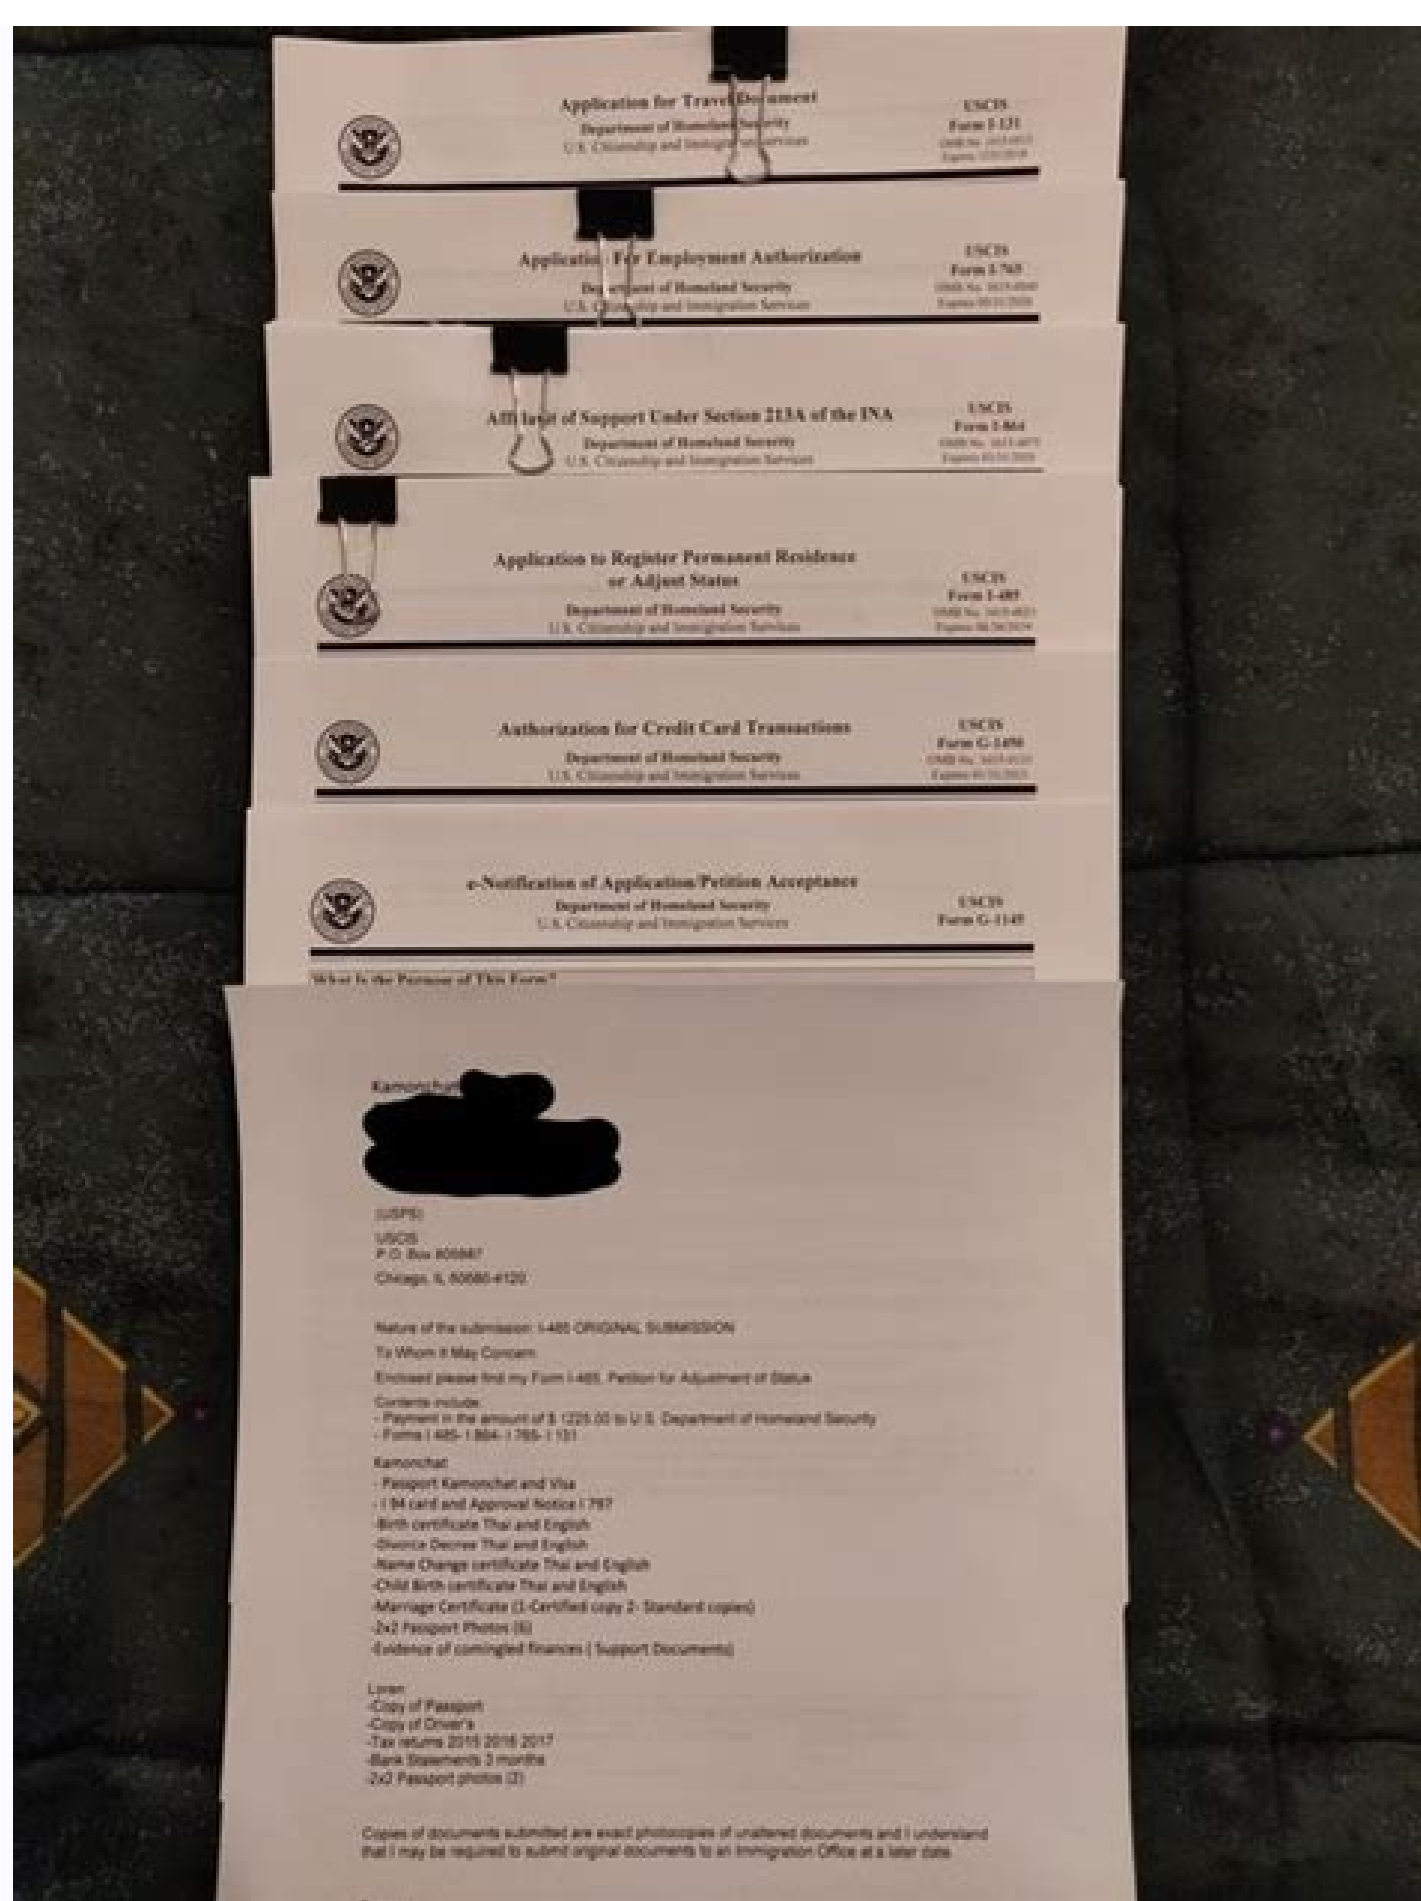 Application for Travel Document
Department of Homeland Security
U.S. Citizenship and Immigration Services
USCIS
Form I-131
Application For Employment Authorization
Department of Homeland Security
U.S. Citizenship and Immigration Services
USCIS
Form I-765
Affidavit of Support Under Section 213A of the INA
Department of Homeland Security
U.S. Citizenship and Immigration Services
USCIS
Form I-864
Application to Register Permanent Residence
or Adjust Status
Department of Homeland Security
U.S. Citizenship and Immigration Services
USCIS
Form I-485
Authorization for Credit Card Transactions
Department of Homeland Security
U.S. Citizenship and Immigration Services
USCIS
Form G-1450
e-Notification of Application/Petition Acceptance
Department of Homeland Security
U.S. Citizenship and Immigration Services
USCIS
Form G-1145
What Is the Purpose of This Form?
Kamonchat
(USPS)
USCIS
P.O. Box
Chicago, IL 60680-4120
Nature of the submission: I-485 ORIGINAL SUBMISSION
To Whom It May Concern
Enclosed please find my Form I-485, Petition for Adjustment of Status
Contents include:
- Payment in the amount of $ 1225.00 to U.S. Department of Homeland Security
- Forms I 485- I 864- I 765- I 131
Kamonchat
- Passport Kamonchat and Visa
- I 94 card and Approval Notice I 797
-Birth certificate Thai and English
-Divorce Decree Thai and English
-Name Change certificate Thai and English
-Child Birth certificate Thai and English
-Marriage Certificate (1-Certified copy 2- Standard copies)
-2x2 Passport Photos (6)
-Evidence of comingled finances ( Support Documents)
Loren
-Copy of Passport
-Copy of Driver's
-Tax returns 2015 2016 2017
-Bank Statements 3 months
-2x2 Passport photos (2)
Copies of documents submitted are exact photocopies of unaltered documents and I understand
that I may be required to submit original documents to an Immigration Office at a later date.